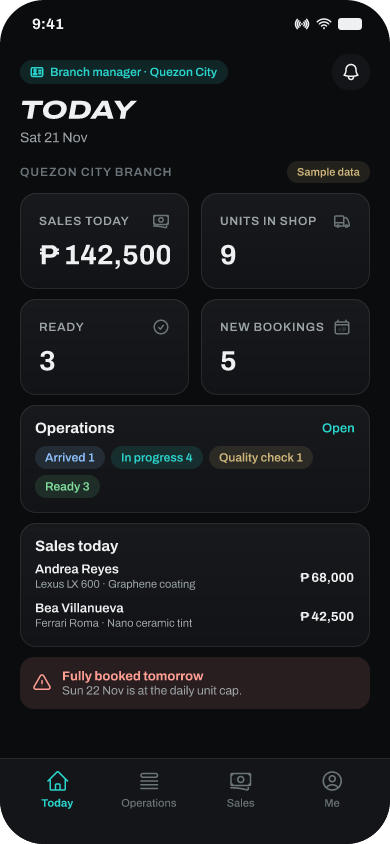 9:41
Branch manager · Quezon City
TODAY
Sat 21 Nov
QUEZON CITY BRANCH
Sample data
SALES TODAY
₱ 142,500
UNITS IN SHOP
9
READY
3
NEW BOOKINGS
5
Operations
Open
Arrived 1
In progress 4
Quality check 1
Ready 3
Sales today
Andrea Reyes
Lexus LX 600 · Graphene coating
₱ 68,000
Bea Villanueva
Ferrari Roma · Nano ceramic tint
₱ 42,500
Fully booked tomorrow
Sun 22 Nov is at the daily unit cap.
Today
Operations
Sales
Me